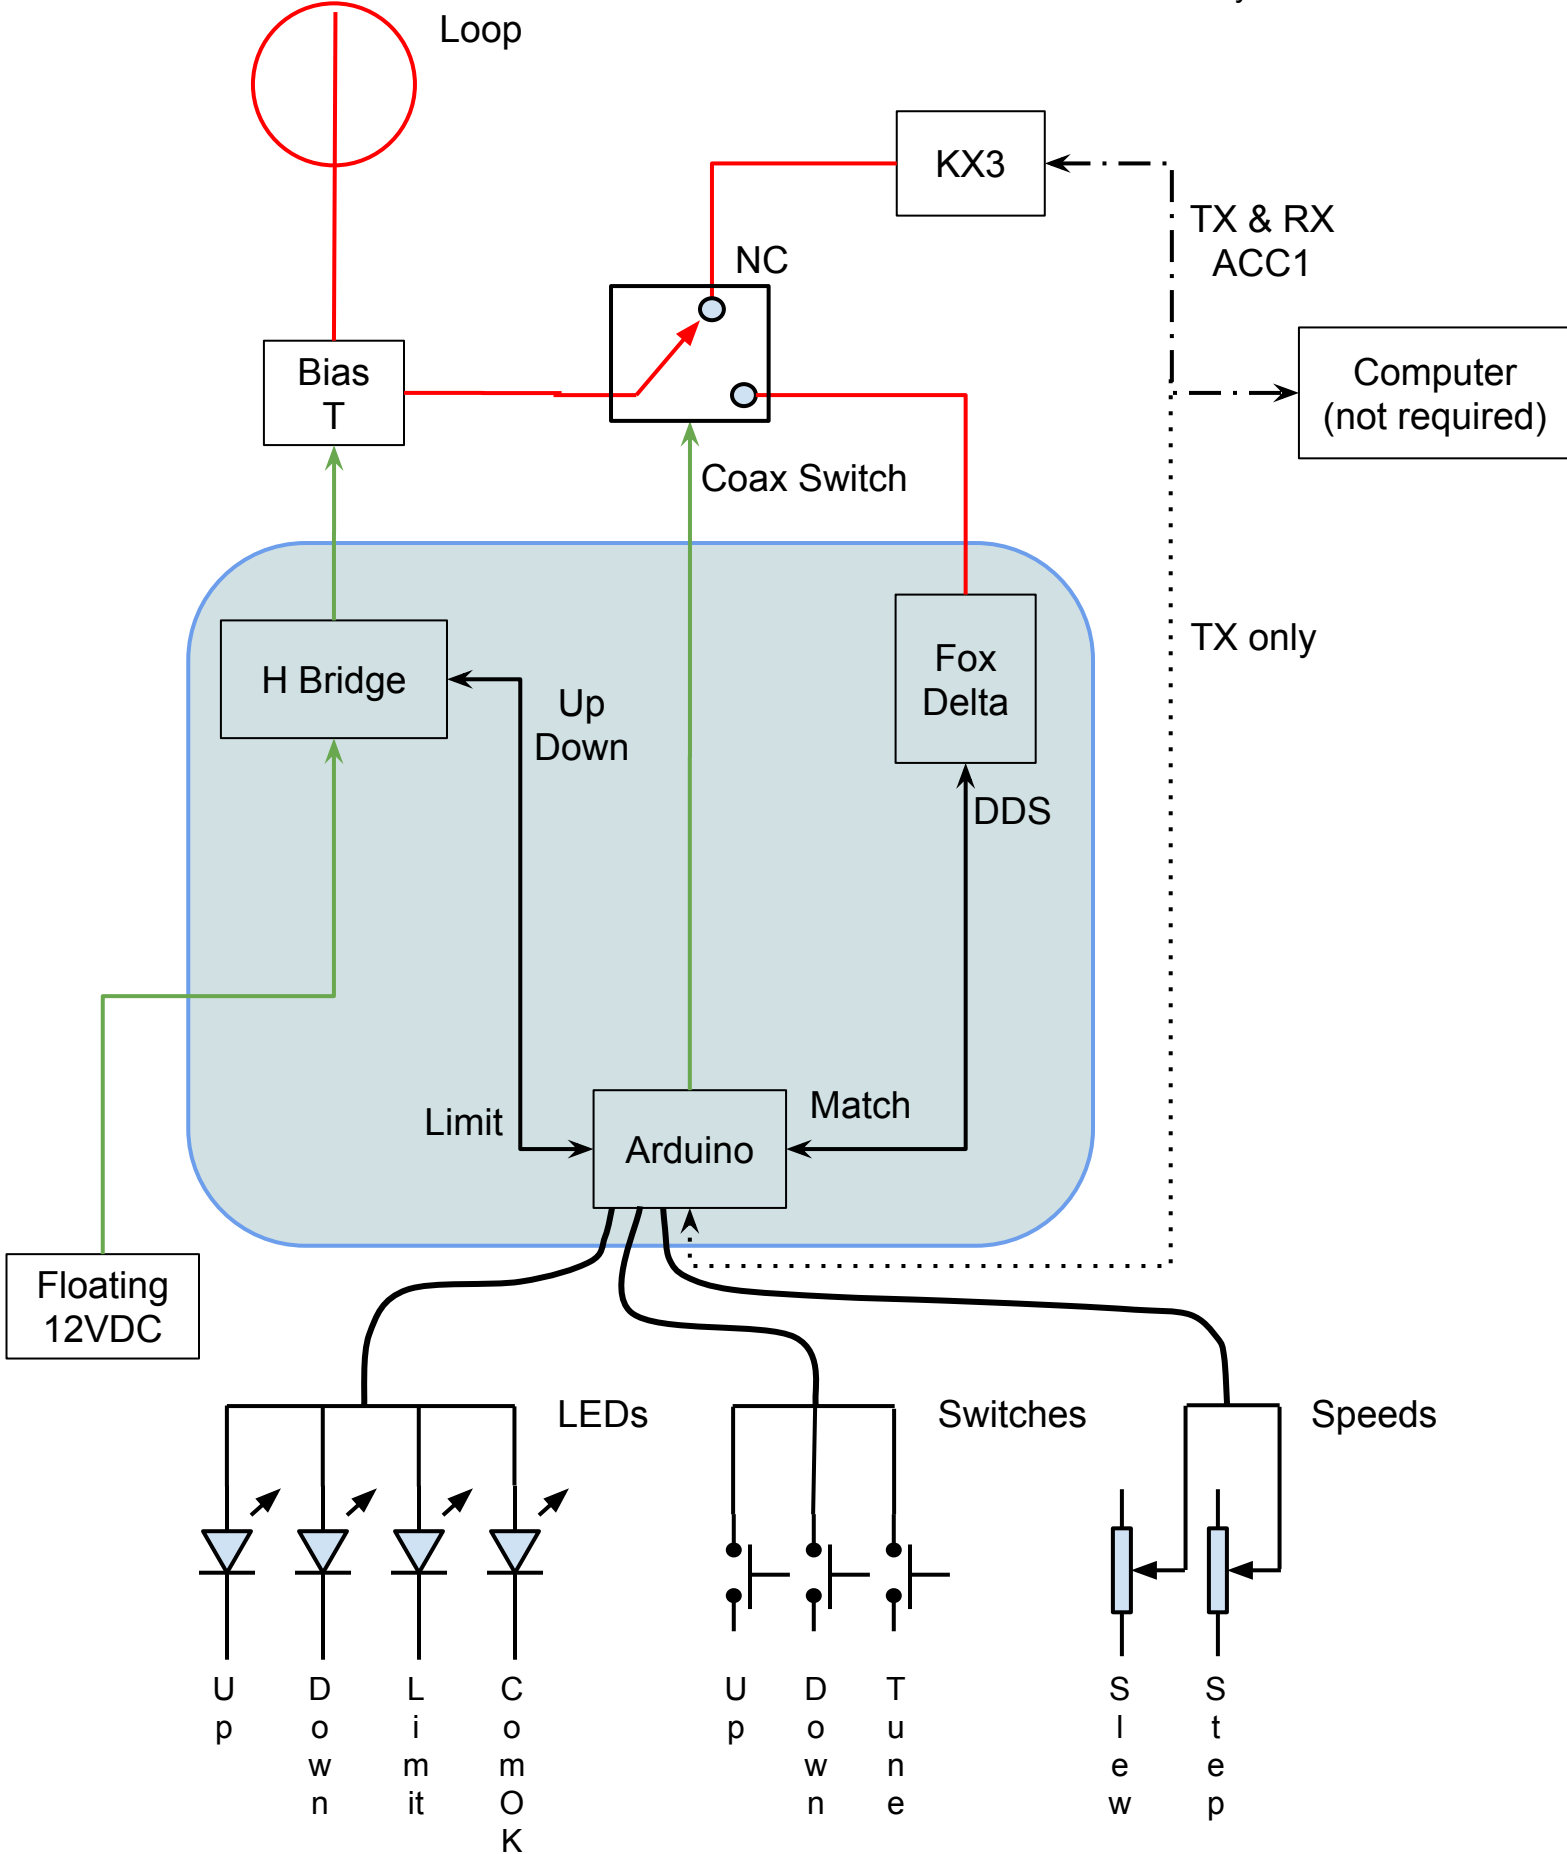 Loop
KX3
TX & RX
ACC1
NC
Bias
T
Computer
(not required)
Coax Switch
H Bridge
Up
Down
Fox
Delta
TX only
DDS
Limit
Arduino
Match
Floating
12VDC
LEDs
Switches
Speeds
Up
Down
Limit
ComOK
Up
Down
Tune
Slew
Step